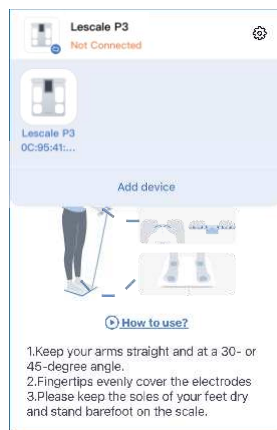 Lescale P3
Not Connected
Lescale P3
0C:95:41:...
Add device
How to use?
1.Keep your arms straight and at a 30- or
45-degree angle.
2.Fingertips evenly cover the electrodes
3.Please keep the soles of your feet dry
and stand barefoot on the scale.